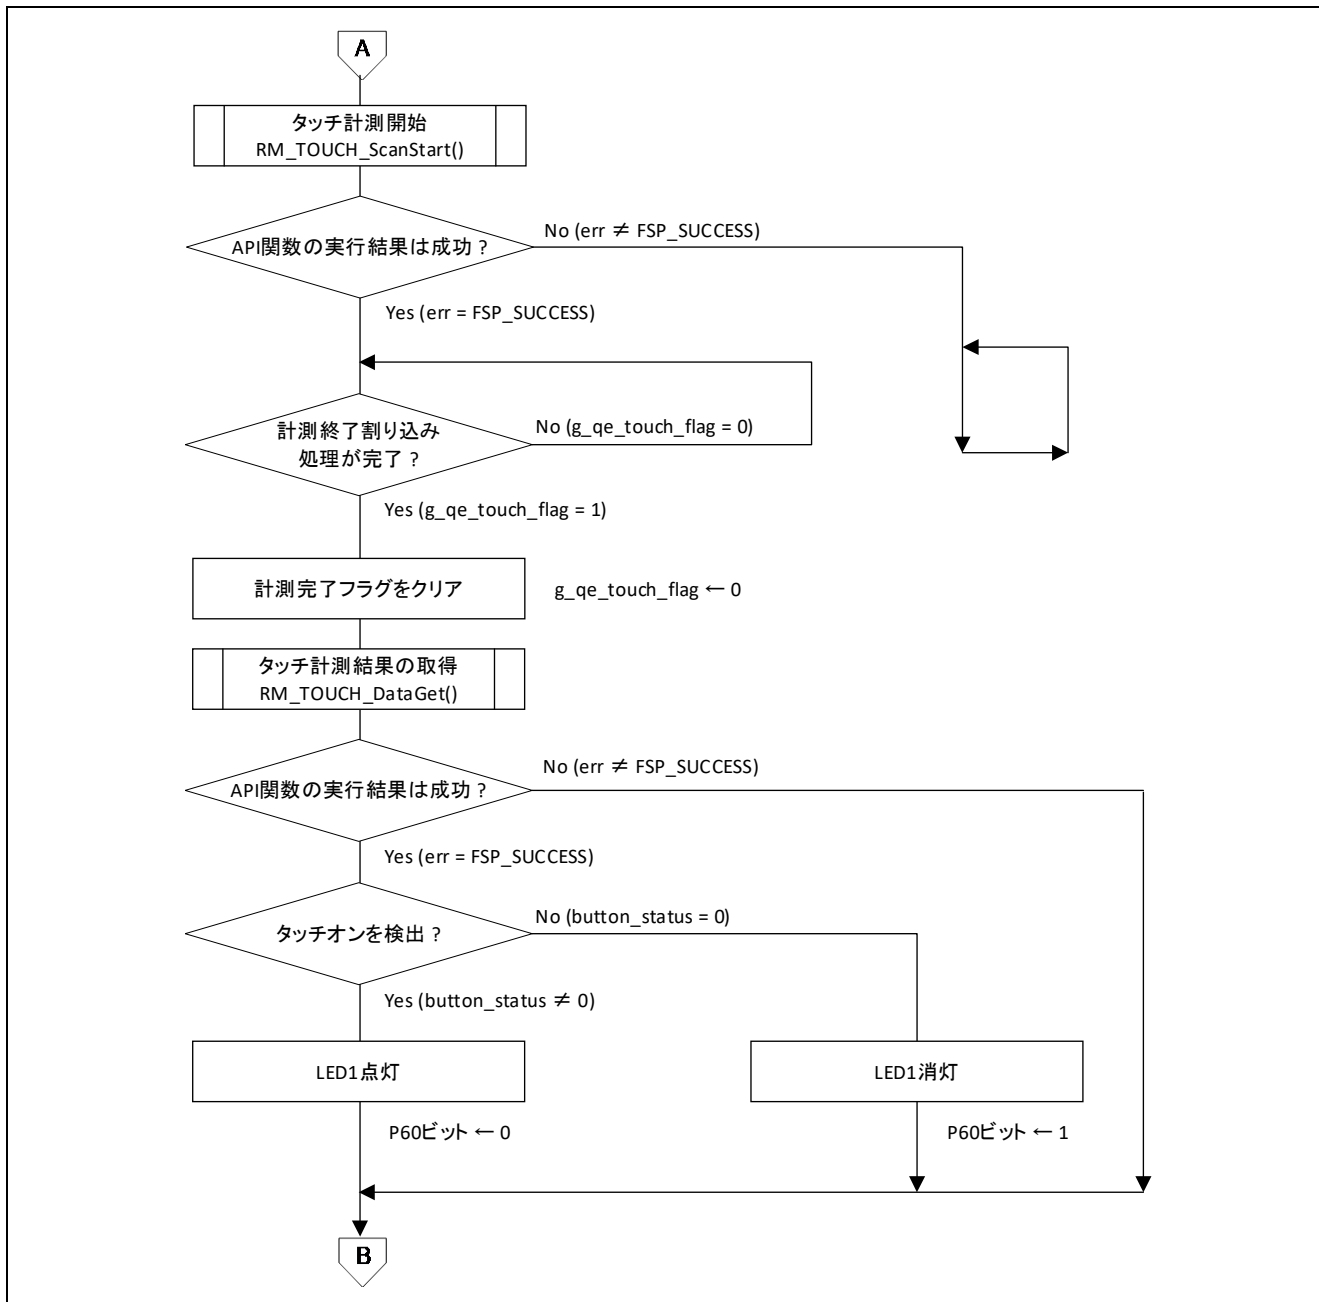 A
タッチ計測開始
RM_TOUCH_ScanStart()
API関数の実行結果は成功？
No (err ≠ FSP_SUCCESS)
Yes (err = FSP_SUCCESS)
計測終了割り込み
処理が完了？
No (g_qe_touch_flag = 0)
Yes (g_qe_touch_flag = 1)
計測完了フラグをクリア
g_qe_touch_flag ← 0
タッチ計測結果の取得
RM_TOUCH_DataGet()
API関数の実行結果は成功？
No (err ≠ FSP_SUCCESS)
Yes (err = FSP_SUCCESS)
タッチオンを検出？
No (button_status = 0)
Yes (button_status ≠ 0)
LED1点灯
LED1消灯
P60ビット ← 0
P60ビット ← 1
B